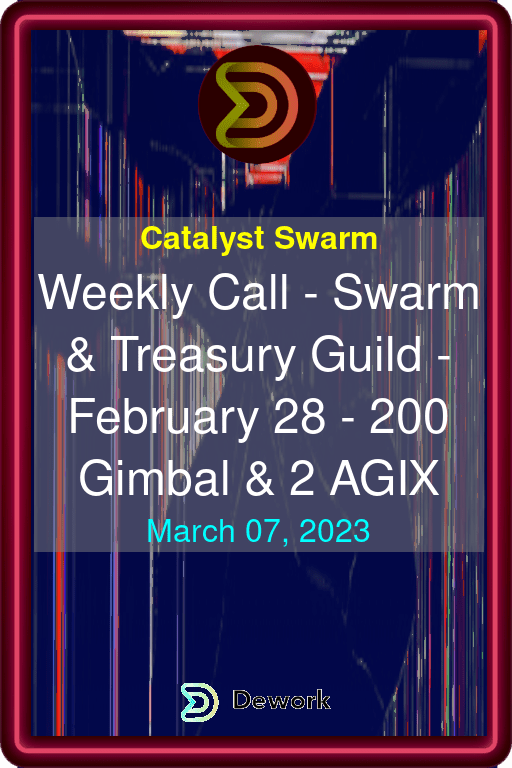 Catalyst Swarm
Weekly Call - Swarm
& Treasury Guild -
February 28 - 200
Gimbal & 2 AGIX
March 07, 2023
Dework